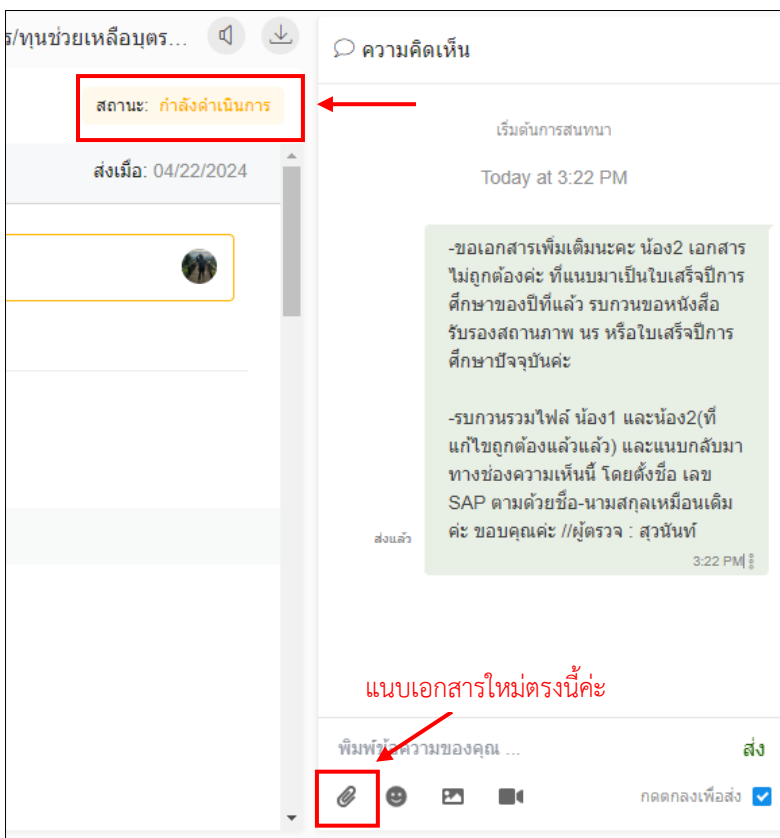 ร/ทุนช่วยเหลือบุตร...
สถานะ: กำลังดำเนินการ
ส่งเมื่อ: 04/22/2024
ความคิดเห็น
เริ่มต้นการสนทนา
Today at 3:22 PM
-ขอเอกสารเพิ่มเติมนะคะ น้อง2 เอกสาร
ไม่ถูกต้องค่ะ ที่แนบมาเป็นใบเสร็จปีการ
ศึกษาของปีที่แล้ว รบกวนขอหนังสือ
รับรองสถานภาพ นร หรือใบเสร็จปีการ
ศึกษาปัจจุบันค่ะ
-รบกวนรวมไฟล์ น้อง1 และน้อง2(ที่
แก้ไขถูกต้องแล้วแล้ว) และแนบกลับมา
ทางช่องความเห็นนี้ โดยตั้งชื่อ เลข
SAP ตามด้วยชื่อ-นามสกุลเหมือนเดิม
ค่ะ ขอบคุณค่ะ //ผู้ตรวจ : สุวนันท์
ส่งแล้ว
3:22 PM
แนบเอกสารใหม่ตรงนี้ค่ะ
พิมพ์ข้อความของคุณ ...
ส่ง
กดตกลงเพื่อส่ง